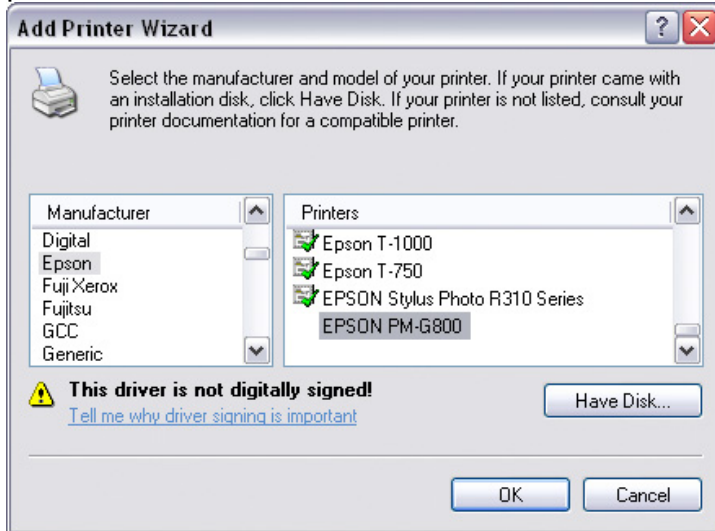 Add Printer Wizard
Select the manufacturer and model of your printer. If your printer came with
an installation disk, click Have Disk. If your printer is not listed, consult your
printer documentation for a compatible printer.
Manufacturer
Digital
Epson
Fuji Xerox
Fujitsu
GCC
Generic
Printers
Epson T-1000
Epson T-750
EPSON Stylus Photo R310 Series
EPSON PM-G800
This driver is not digitally signed!
Tell me why driver signing is important
Have Disk...
OK
Cancel